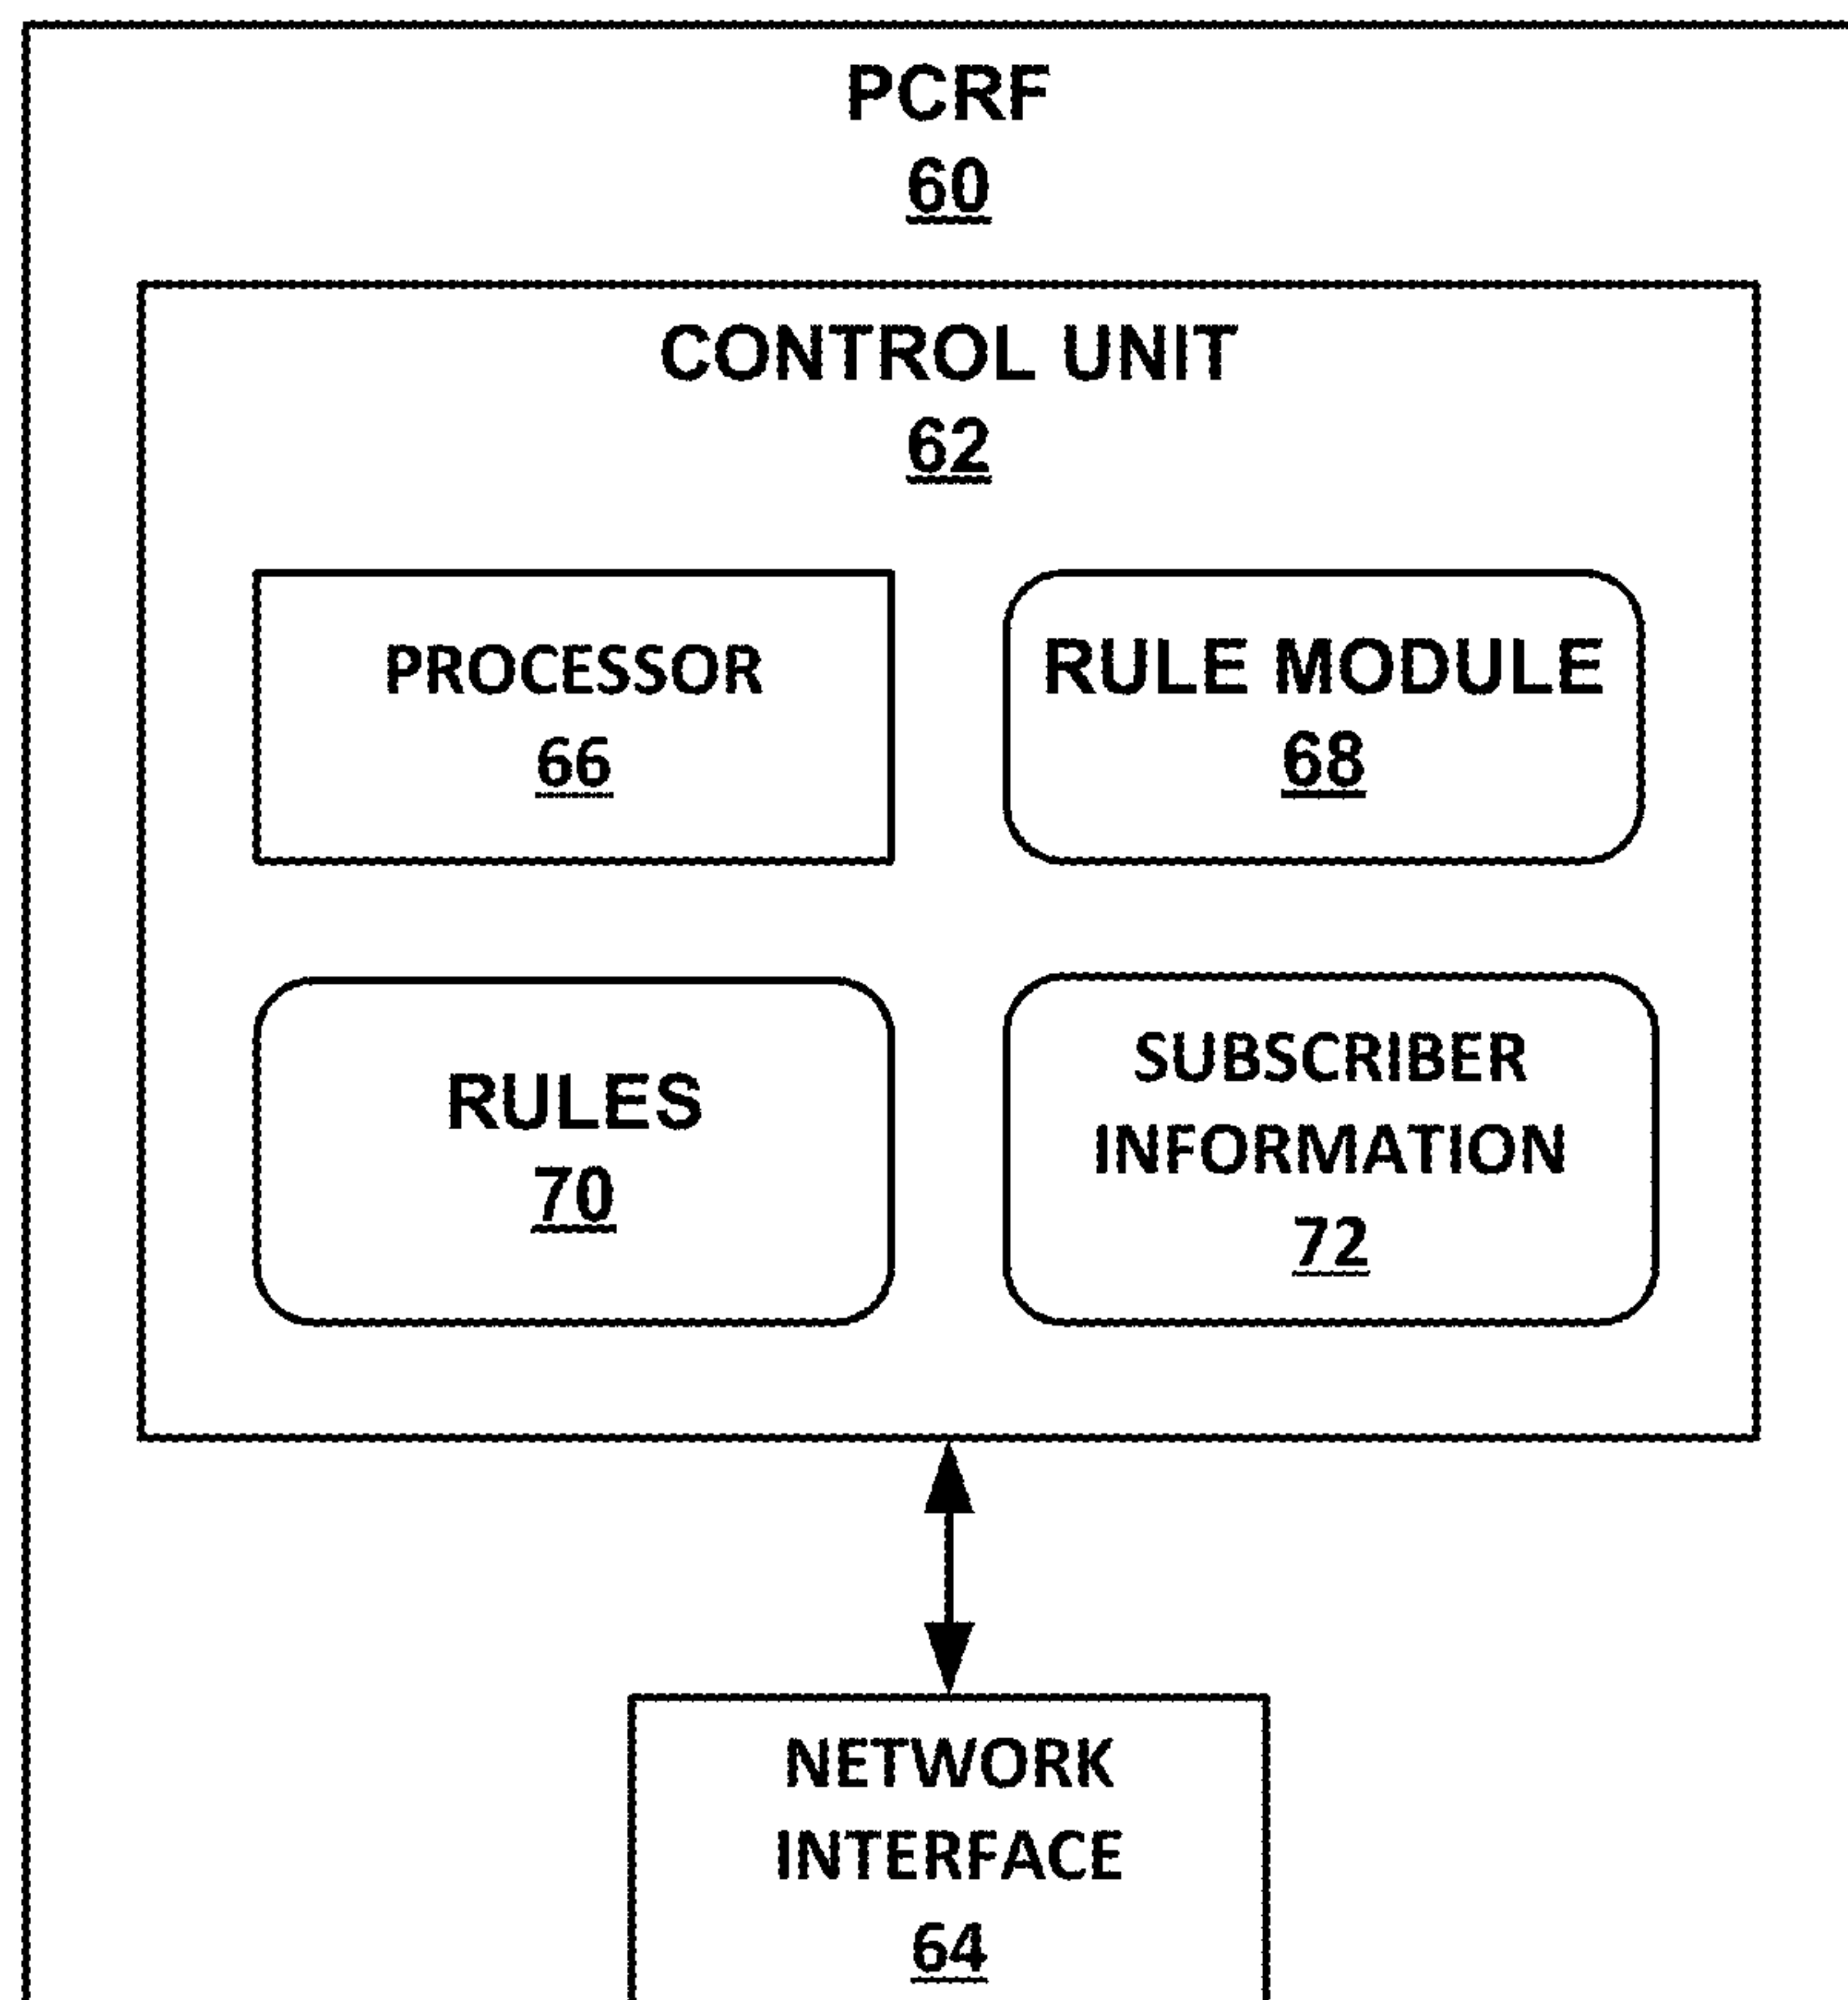 PCRF
60
CONTROL UNIT
62
PROCESSOR
66
RULE MODULE
68
RULES
70
SUBSCRIBER
INFORMATION
72
NETWORK
INTERFACE
64